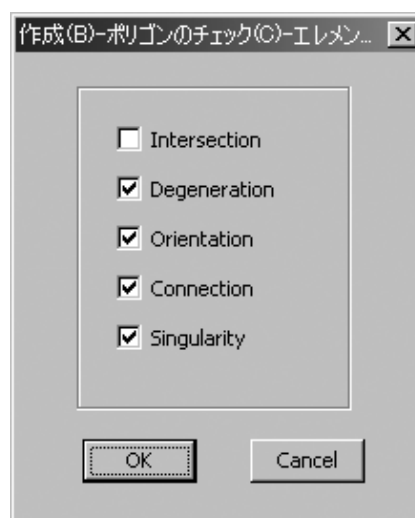 作成(B)-ポリゴンのチェック(C)-エレメン...
Intersection
Degeneration
Orientation
Connection
Singularity
OK Cancel